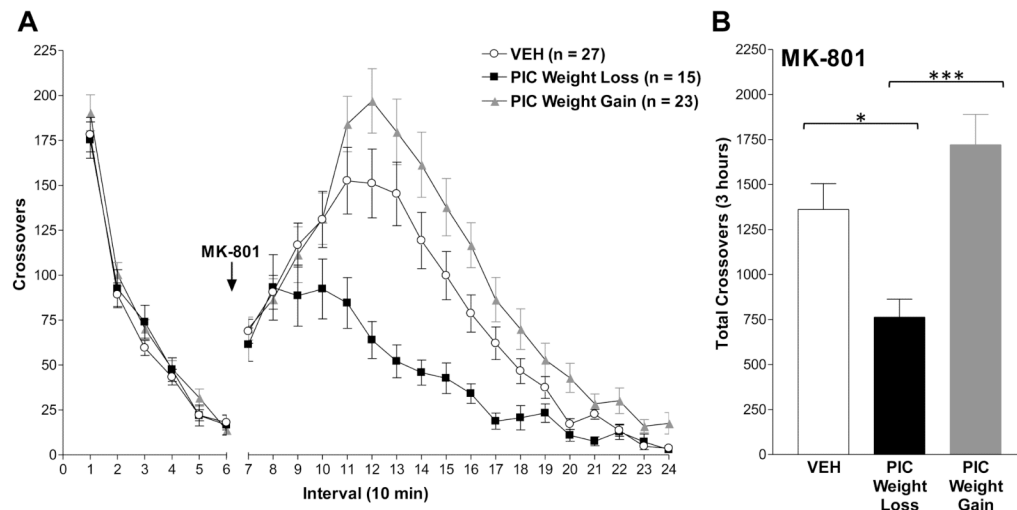 A
225
200
175
150
125
100
75
50
25
0
Crossovers
VEH (n = 27)
PIC Weight Loss (n = 15)
PIC Weight Gain (n = 23)
MK-801
0 1 2 3 4 5 6 7 8 9 10 11 12 13 14 15 16 17 18 19 20 21 22 23 24
Interval (10 min)
B
MK-801
2250
2000
1750
1500
1250
1000
750
500
250
0
Total Crossovers (3 hours)
*
***
VEH
PIC
Weight
Loss
PIC
Weight
Gain